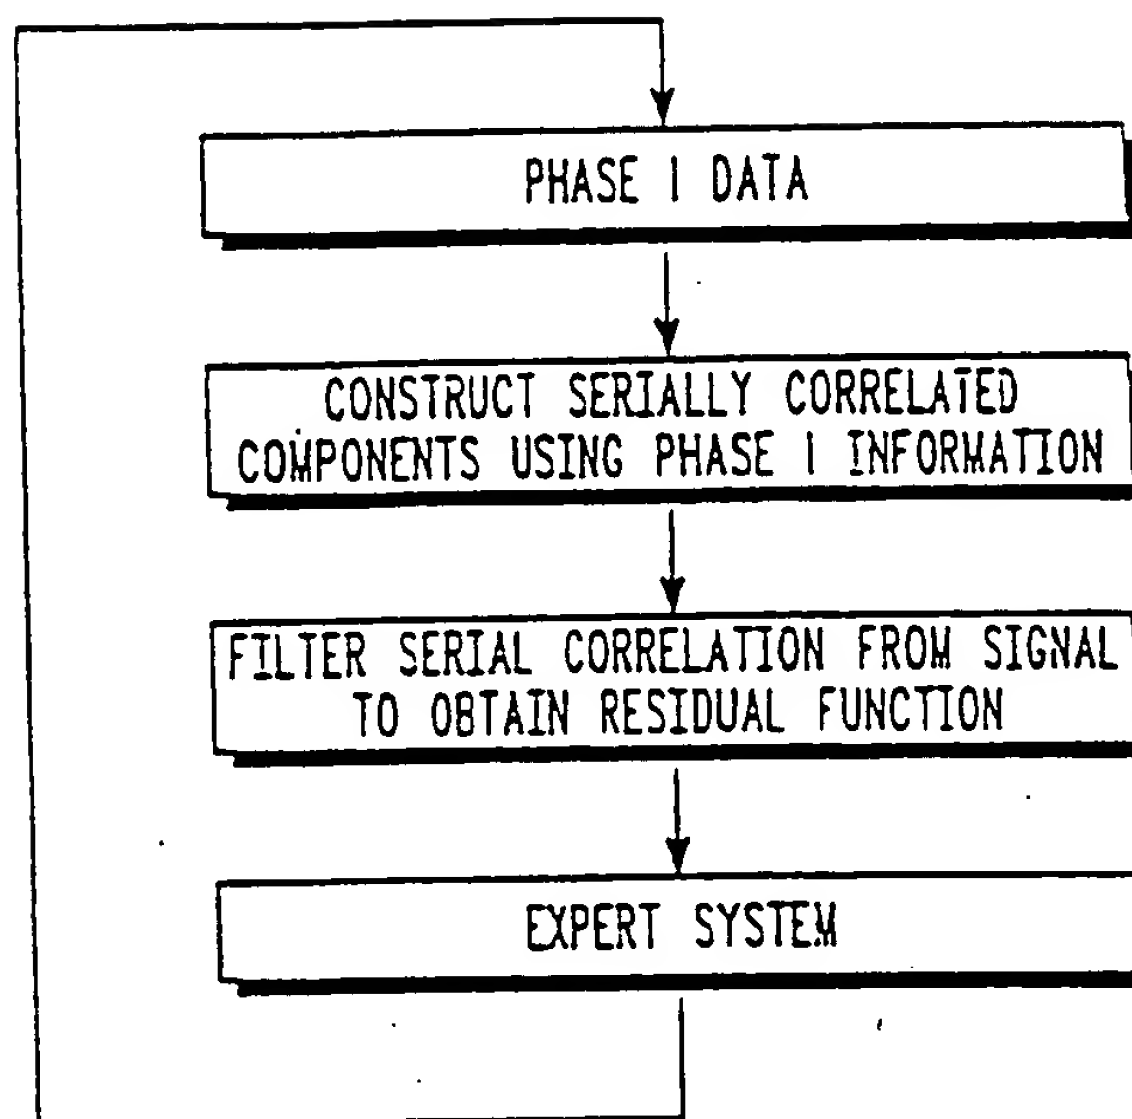 PHASE I DATA
CONSTRUCT SERIALLY CORRELATED
COMPONENTS USING PHASE I INFORMATION
FILTER SERIAL CORRELATION FROM SIGNAL
TO OBTAIN RESIDUAL FUNCTION
EXPERT SYSTEM